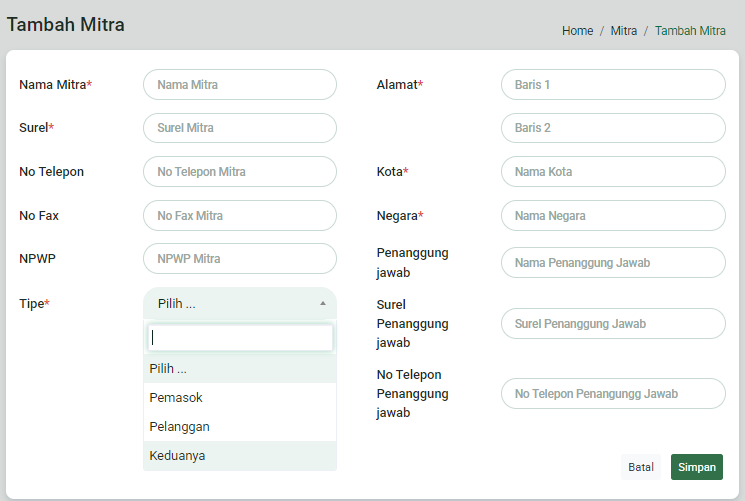 Tambah Mitra
Home / Mitra / Tambah Mitra
Nama Mitra* Nama Mitra
Alamat* Baris 1
Surel* Surel Mitra
Baris 2
No Telepon No Telepon Mitra
Kota* Nama Kota
No Fax No Fax Mitra
Negara* Nama Negara
NPWP NPWP Mitra
Penanggung
jawab
Nama Penanggung Jawab
Tipe* Pilih ...
Pilih ...
Pemasok
Pelanggan
Keduanya
Surel
Penanggung
jawab
Surel Penanggung Jawab
No Telepon
Penanggung
jawab
No Telepon Penangungg Jawab
Batal Simpan